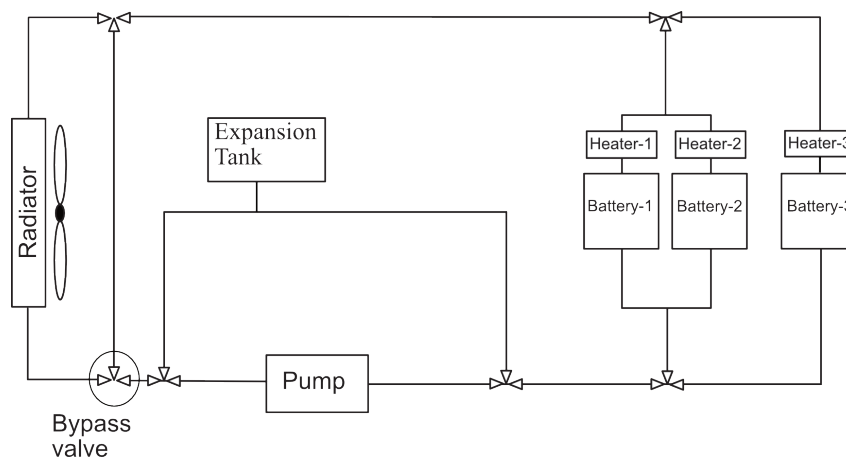 Expansion
Tank
Heater-1
Heater-2
Heater-3
Radiator
Battery-1
Battery-2
Battery-3
Pump
Bypass
valve